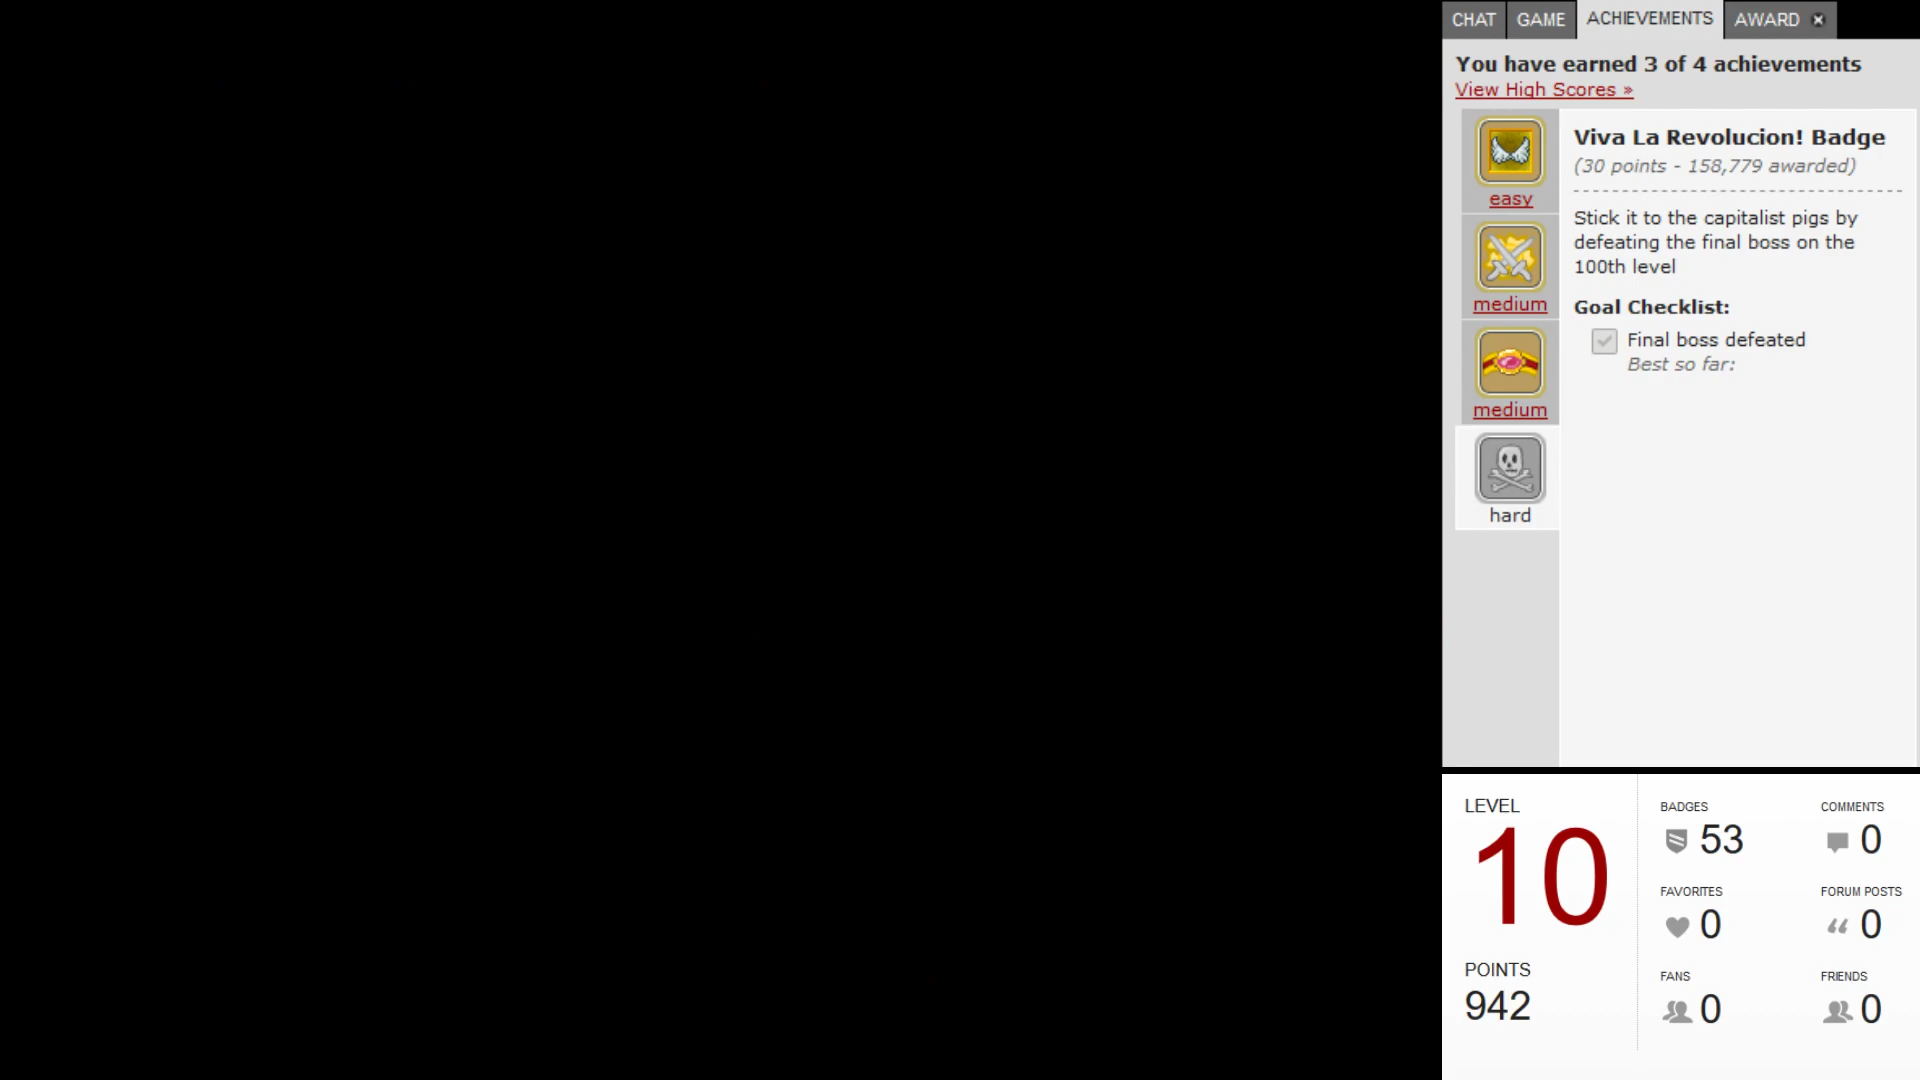 CHAT GAME ACHIEVEMENTS AWARD
You have earned 3 of 4 achievements
View High Scores »
easy
medium
medium
hard
Viva La Revolucion! Badge
(30 points - 158,779 awarded)
Stick it to the capitalist pigs by
defeating the final boss on the
100th level
Goal Checklist:
Final boss defeated
Best so far:
LEVEL
10
POINTS
942
BADGES
53
COMMENTS
0
FAVORITES
0
FORUM POSTS
0
FANS
0
FRIENDS
0